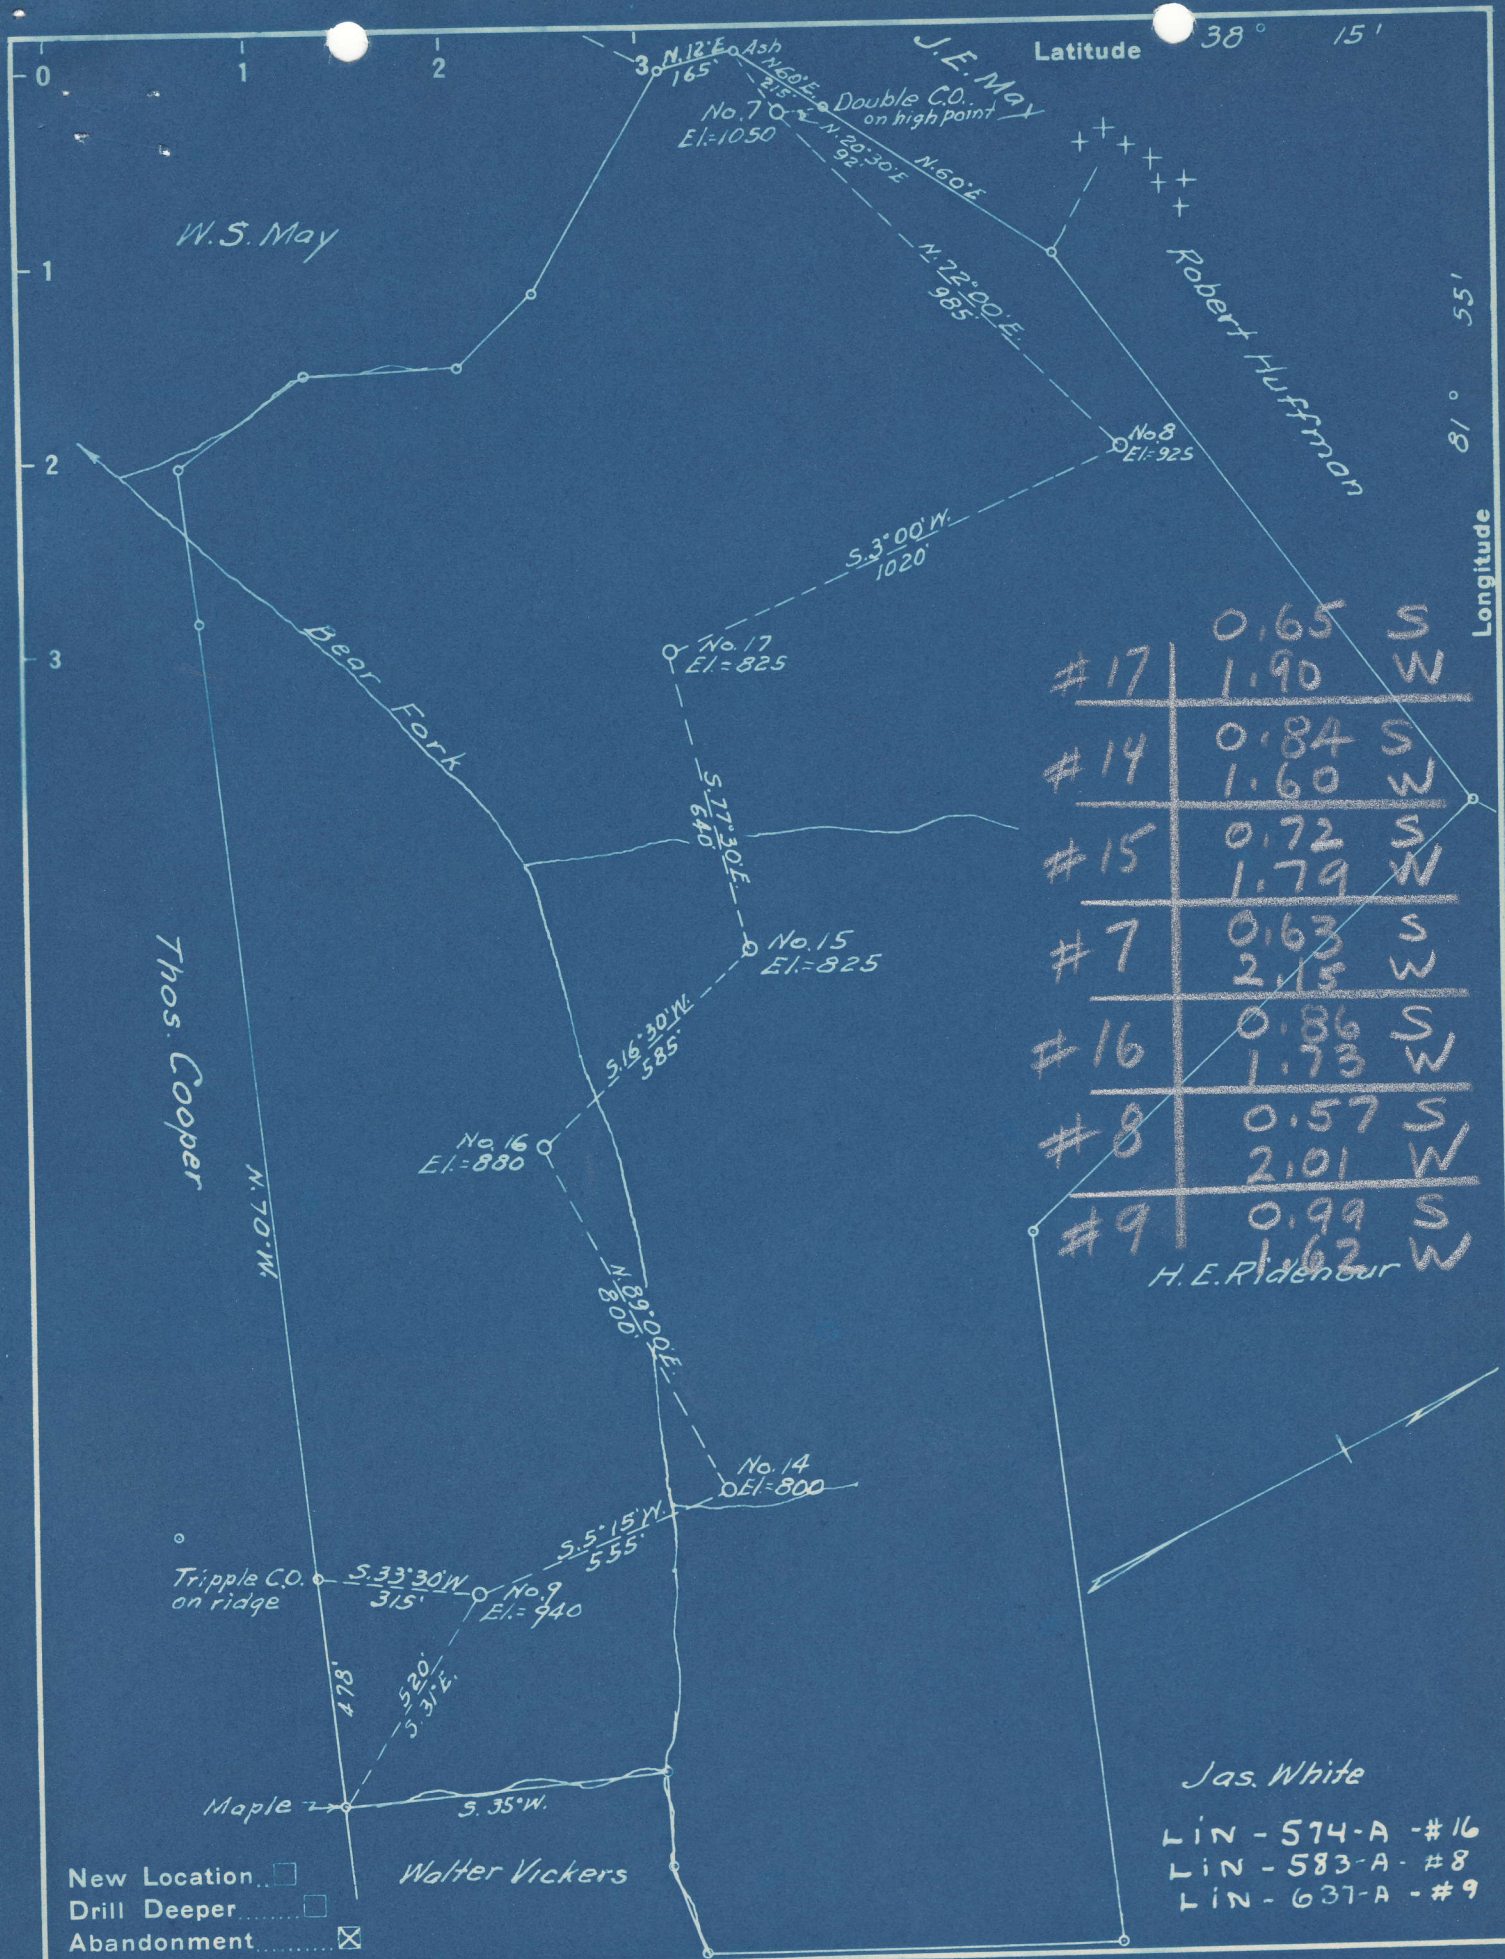 Latitude 38° 15'
0 1 2 3
1
2
3
N.12°E.
165'
Ash
N.60°E.
215'
J.E. May
Double C.O.
on high point
No.7
El.=1050
N.20°30'E
92'
N.60°E
W.S. May
N.72°00'E.
985'
Robert Huffman
81° 55'
Longitude
No.8
El.=925
S.3°00'W.
1020'
No.17
El.=825
Bear Fork
S.77°30'E.
640'
#17 0.65 S
1.90 W
#14 0.84 S
1.60 W
#15 0.72 S
1.79 W
#7 0.63 S
2.15 W
#16 0.86 S
1.73 W
#8 0.57 S
2.01 W
#9 0.99 S
1.62 W
Thos. Cooper
No.15
El.=825
S.16°30'W.
585'
No.16
El.=880
N.70°W.
N.89°00'E.
800'
H.E. Ridenour
No.14
El.=800
S.5°15'W.
555'
Tripple C.O.
on ridge
S.33°30'W
315'
No.9
El.=940
478'
520'
S.31°E.
Maple
S.35°W.
Walter Vickers
Jas. White
LIN - 574-A - #16
LIN - 583-A - #8
LIN - 637-A - #9
New Location
Drill Deeper
Abandonment